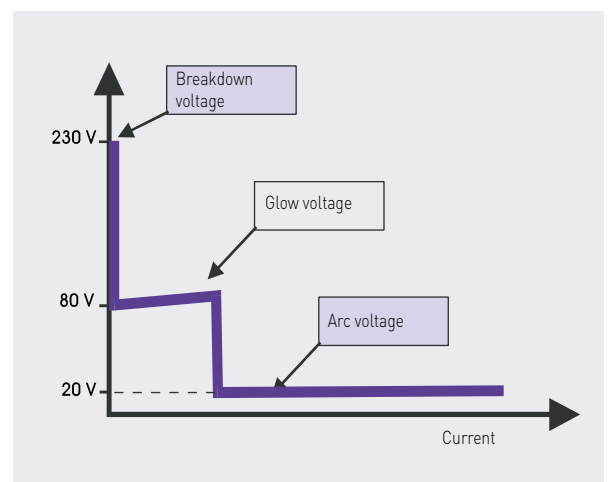 Breakdown
voltage
230 V
Glow voltage
80 V
Arc voltage
20 V
Current